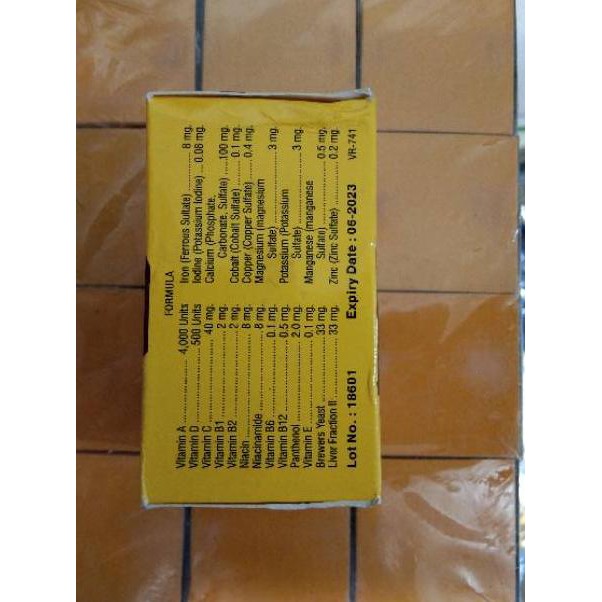 FORMULA
Vitamin A ........ 4,000 Units
Vitamin D ........ 500 Units
Vitamin C ........ 40 mg.
Vitamin B1 ........ 2 mg.
Vitamin B2 ........ 2 mg.
Niacin ........ 8 mg.
Niacinamide ........ 8 mg.
Vitamin B6 ........ 0.1 mg.
Vitamin B12 ........ 0.5 mg.
Panthenol ........ 2.0 mg.
Vitamin E ........ 0.1 mg.
Brewers Yeast ........ 33 mg.
Liver Fraction II ........ 33 mg.
Iron (Ferrous Sulfate) ........ 8 mg.
Iodine (Potassium Iodine) .... 0.08 mg.
Calcium (Phosphate,
Carbonate, Sulfate) ....100 mg.
Cobalt (Cobalt Sulfate) ..... 0.1 mg.
Copper (Copper Sulfate) ..... 0.4 mg.
Magnesium (magnesium
Sulfate) ........ 3 mg.
Potassium (Potassium
Sulfate) ........ 3 mg.
Manganese (manganese
Sulfate) ........ 0.5 mg.
Zinc (Zinc Sulfate) ........ 0.2 mg.
Lot No. : 18601 Expiry Date : 06-2023 VR-741